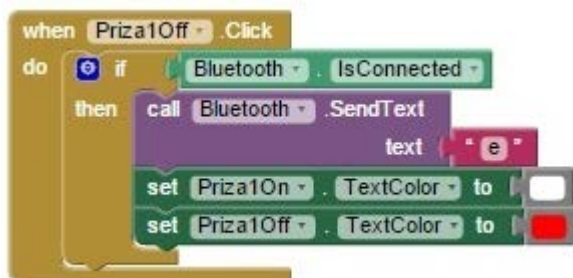 when Priza1Off .Click
do if Bluetooth . IsConnected
then call Bluetooth .SendText
text " e "
set Priza1On . TextColor to
set Priza1Off . TextColor to